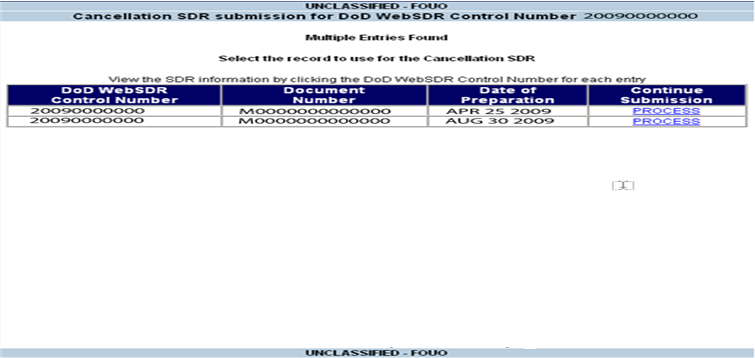 UNCLASSIFIED - FOUO
Cancellation SDR submission for DoD WebSDR Control Number 20090000000
Multiple Entries Found
Select the record to use for the Cancellation SDR
View the SDR information by clicking the DoD WebSDR Control Number for each entry
DoD WebSDR Control Number Document Number Date of Preparation Continue Submission
20090000000 M0000000000000 APR 25 2009 PROCESS
20090000000 M0000000000000 AUG 30 2009 PROCESS
UNCLASSIFIED - FOUO